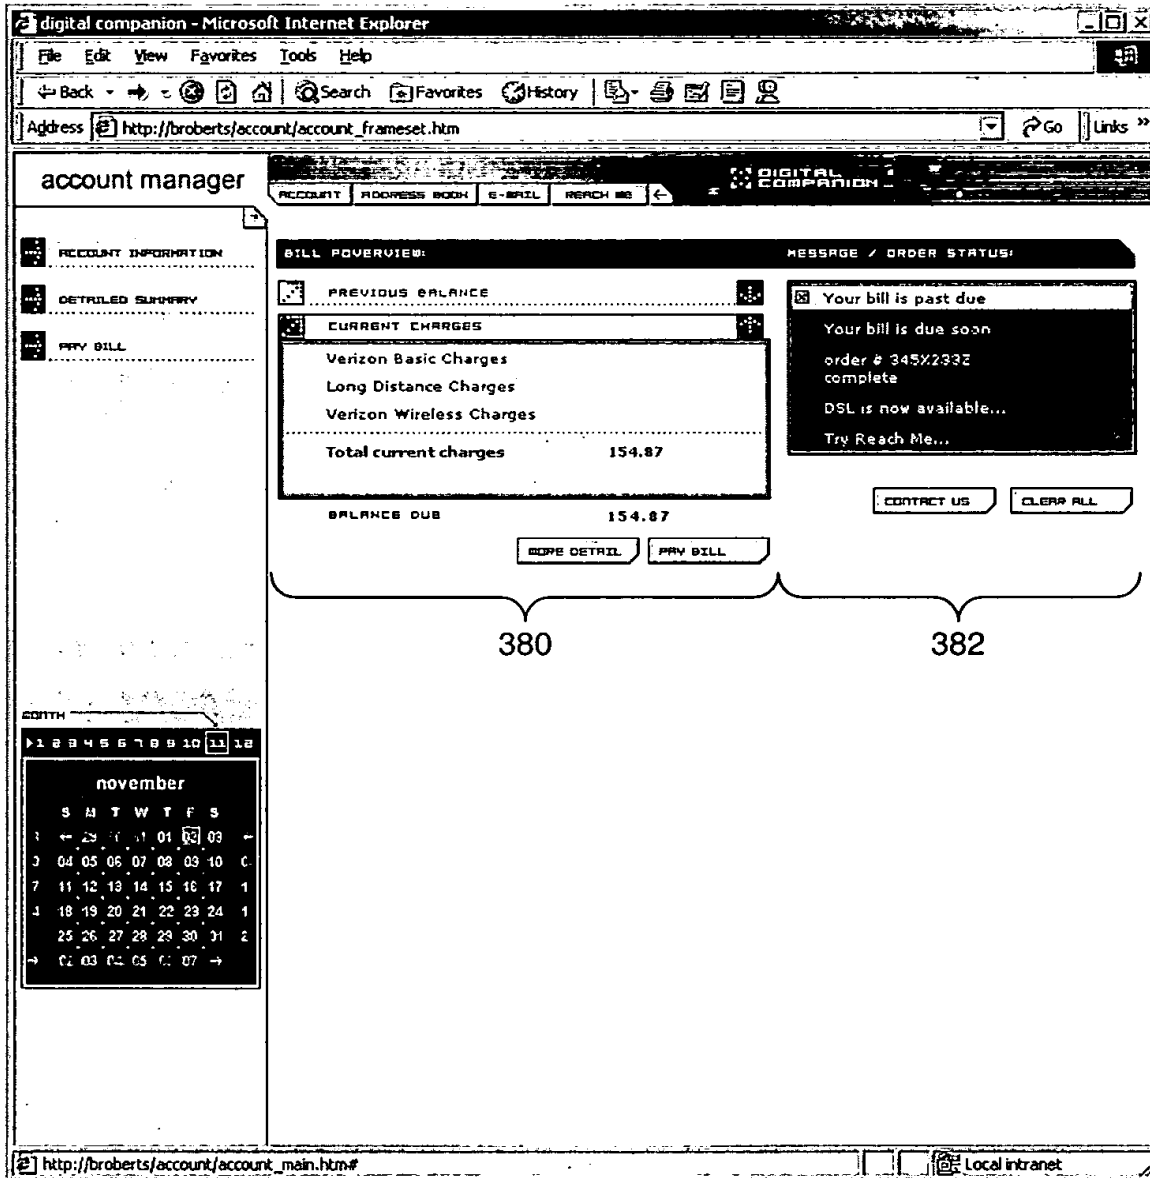 digital companion - Microsoft Internet Explorer
File Edit View Favorites Tools Help
Back Search Favorites History
Address http://broberts/account/account_frameset.htm Go Links »
account manager
DIGITAL COMPANION
ACCOUNT ADDRESS BOOK E-MAIL REACH ME
ACCOUNT INFORMATION
DETAILED SUMMARY
PAY BILL
BILL POVERVIEW:
PREVIOUS BALANCE
CURRENT CHARGES
Verizon Basic Charges
Long Distance Charges
Verizon Wireless Charges
Total current charges 154.87
BALANCE DUE 154.87
MORE DETAIL PAY BILL
MESSAGE / ORDER STATUS:
Your bill is past due
Your bill is due soon
order # 345X233Z
complete
DSL is now available...
Try Reach Me...
CONTACT US CLEAR ALL
380
382
MONTH
1 2 3 4 5 6 7 8 9 10 11 12
november
S M T W T F S
29 01 02 03
04 05 06 07 08 09 10
11 12 13 14 15 16 17 1
18 19 20 21 22 23 24 1
25 26 27 28 29 30 31 2
02 03 04 05 07
http://broberts/account/account_main.htm#
Local intranet